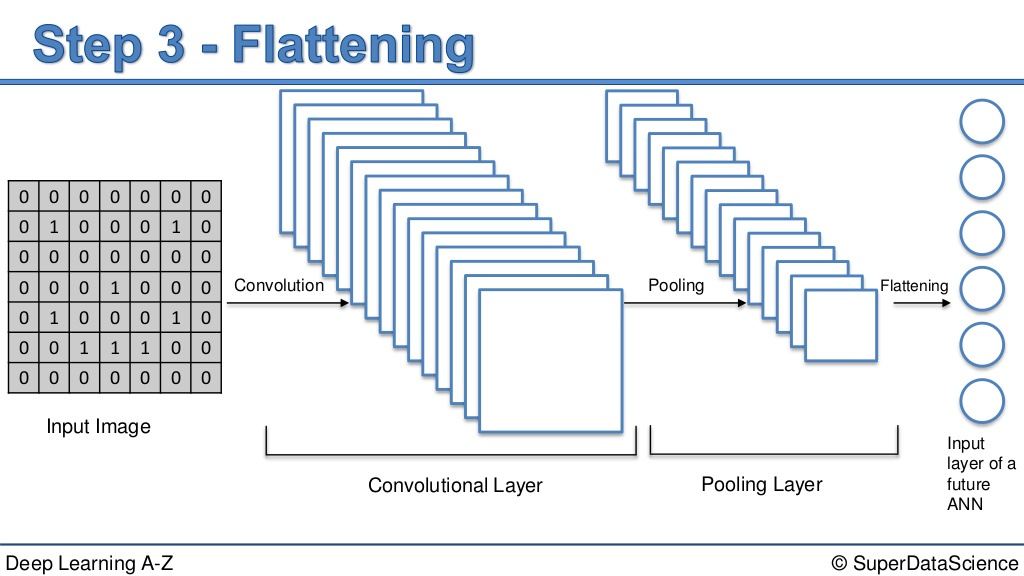 Step 3 - Flattening
0 0 0 0 0 0 0
0 1 0 0 0 1 0
0 0 0 0 0 0 0
0 0 0 1 0 0 0
0 1 0 0 0 1 0
0 0 1 1 1 0 0
0 0 0 0 0 0 0
Input Image
Convolution
Convolutional Layer
Pooling
Pooling Layer
Flattening
Input
layer of a
future
ANN
Deep Learning A-Z
© SuperDataScience